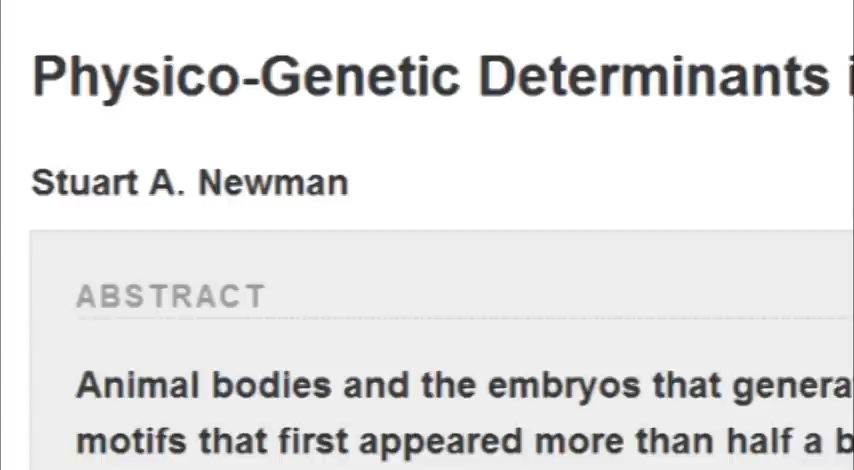 Physico-Genetic Determinants
Stuart A. Newman
ABSTRACT
Animal bodies and the embryos that genera
motifs that first appeared more than half a b